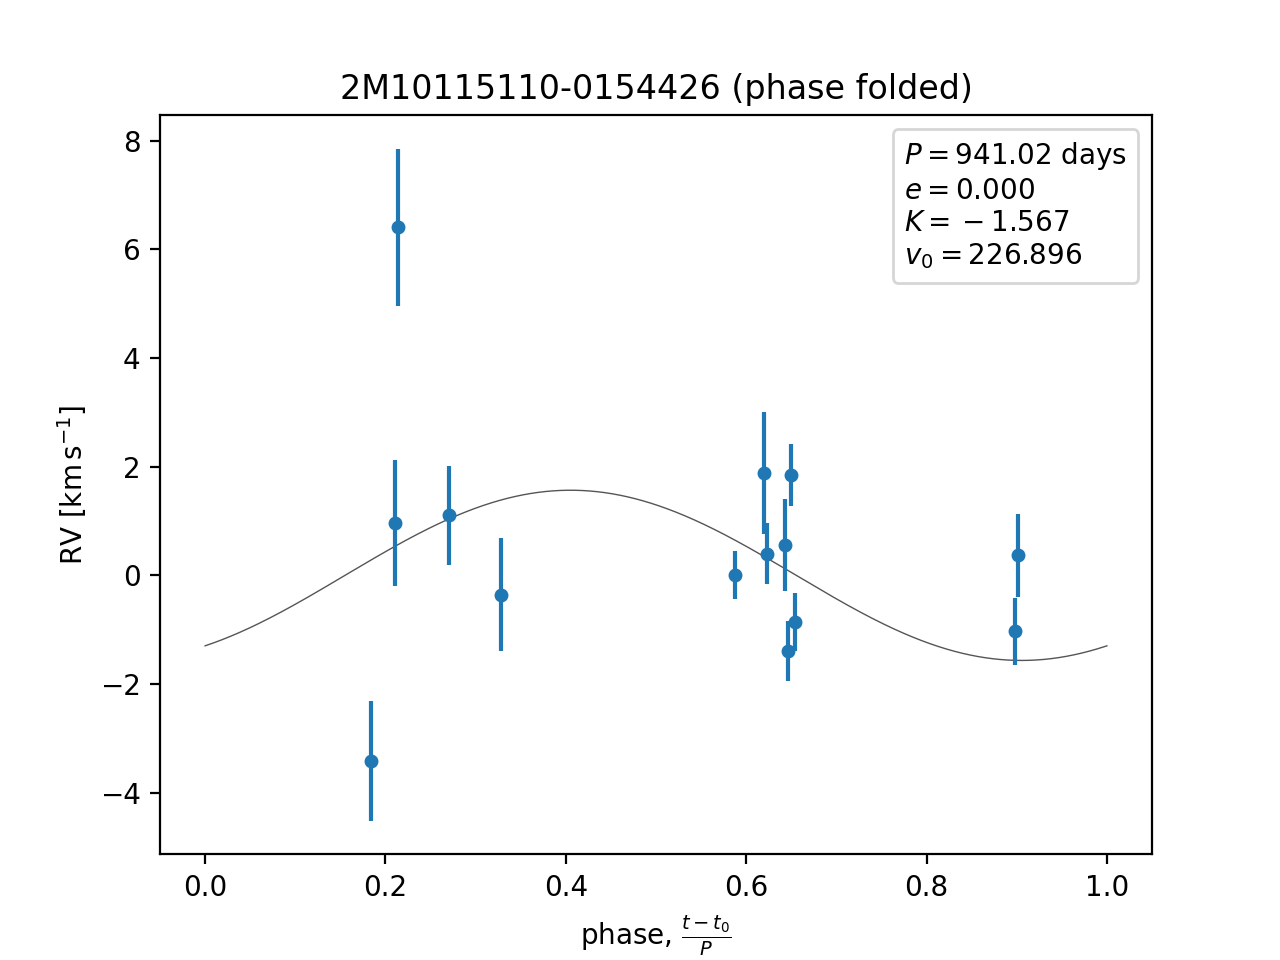 2M10115110-0154426 (phase folded)
P = 941.02 days
e = 0.000
K = −1.567
v₀ = 226.896
8
6
4
2
0
−2
−4
RV [km s⁻¹]
0.0 0.2 0.4 0.6 0.8 1.0
phase, (t − t₀)/P